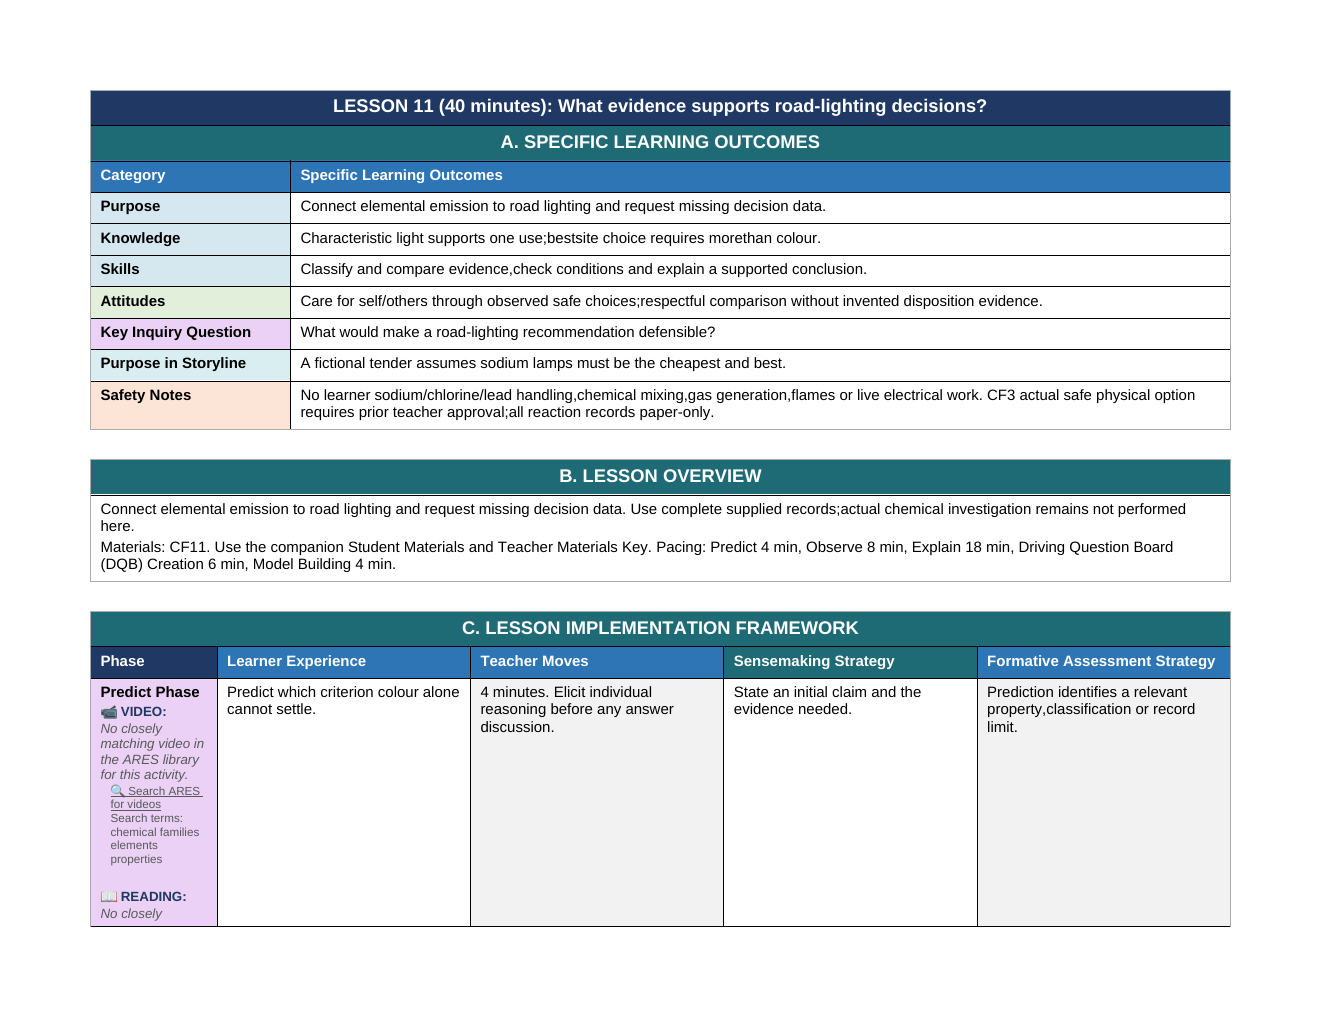 LESSON 11 (40 minutes): What evidence supports road-lighting decisions?
A. SPECIFIC LEARNING OUTCOMES
Category
Specific Learning Outcomes
Purpose
Connect elemental emission to road lighting and request missing decision data.
Knowledge
Characteristic light supports one use;bestsite choice requires morethan colour.
Skills
Classify and compare evidence,check conditions and explain a supported conclusion.
Attitudes
Care for self/others through observed safe choices;respectful comparison without invented disposition evidence.
Key Inquiry Question
What would make a road-lighting recommendation defensible?
Purpose in Storyline
A fictional tender assumes sodium lamps must be the cheapest and best.
Safety Notes
No learner sodium/chlorine/lead handling,chemical mixing,gas generation,flames or live electrical work. CF3 actual safe physical option
requires prior teacher approval;all reaction records paper-only.
B. LESSON OVERVIEW
Connect elemental emission to road lighting and request missing decision data. Use complete supplied records;actual chemical investigation remains not performed
here.
Materials: CF11. Use the companion Student Materials and Teacher Materials Key. Pacing: Predict 4 min, Observe 8 min, Explain 18 min, Driving Question Board
(DQB) Creation 6 min, Model Building 4 min.
C. LESSON IMPLEMENTATION FRAMEWORK
Phase
Learner Experience
Teacher Moves
Sensemaking Strategy
Formative Assessment Strategy
Predict Phase
📹 VIDEO:
No closely
matching video in
the ARES library
for this activity.
🔍 Search ARES
for videos
Search terms:
chemical families
elements
properties
📖 READING:
No closely
Predict which criterion colour alone
cannot settle.
4 minutes. Elicit individual
reasoning before any answer
discussion.
State an initial claim and the
evidence needed.
Prediction identifies a relevant
property,classification or record
limit.